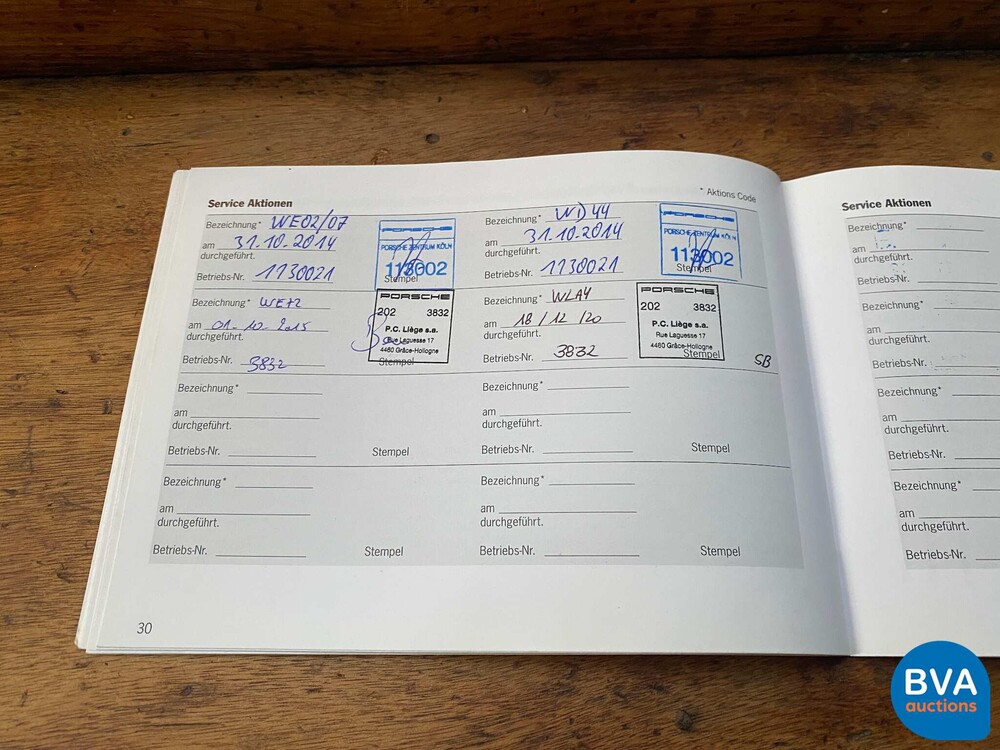 Service Aktionen
* Aktions Code
Bezeichnung* WE02/07
am 31.10.2014
durchgeführt.
Betriebs-Nr. 1130021
PORSCHE
PORSCHE ZENTRUM KÖLN
113002
Stempel
Bezeichnung* WD44
am 31.10.2014
durchgeführt.
Betriebs-Nr. 1130021
PORSCHE
PORSCHE ZENTRUM KÖLN
113002
Stempel
Bezeichnung* WE72
am 01-10-2015
durchgeführt.
Betriebs-Nr. 3832
PORSCHE
202 3832
P.C. Liège s.a.
Rue Laguesse 17
4460 Grâce-Hollogne
Stempel
Bezeichnung* WLA4
am 18/12/20
durchgeführt.
Betriebs-Nr. 3832
PORSCHE
202 3832
P.C. Liège s.a.
Rue Laguesse 17
4460 Grâce-Hollogne
Stempel
SB
Bezeichnung*
am
durchgeführt.
Betriebs-Nr.
Stempel
Bezeichnung*
am
durchgeführt.
Betriebs-Nr.
Stempel
Bezeichnung*
am
durchgeführt.
Betriebs-Nr.
Stempel
Bezeichnung*
am
durchgeführt.
Betriebs-Nr.
Stempel
30
Service Aktionen
Bezeichnung*
am
durchgeführt.
Betriebs-Nr.
Bezeichnung*
am
durchgeführt.
Betriebs-Nr.
Bezeichnung*
am
durchgeführt.
Betriebs-Nr.
Bezeichnung*
am
durchgeführt.
Betriebs-Nr.
BVA
auctions